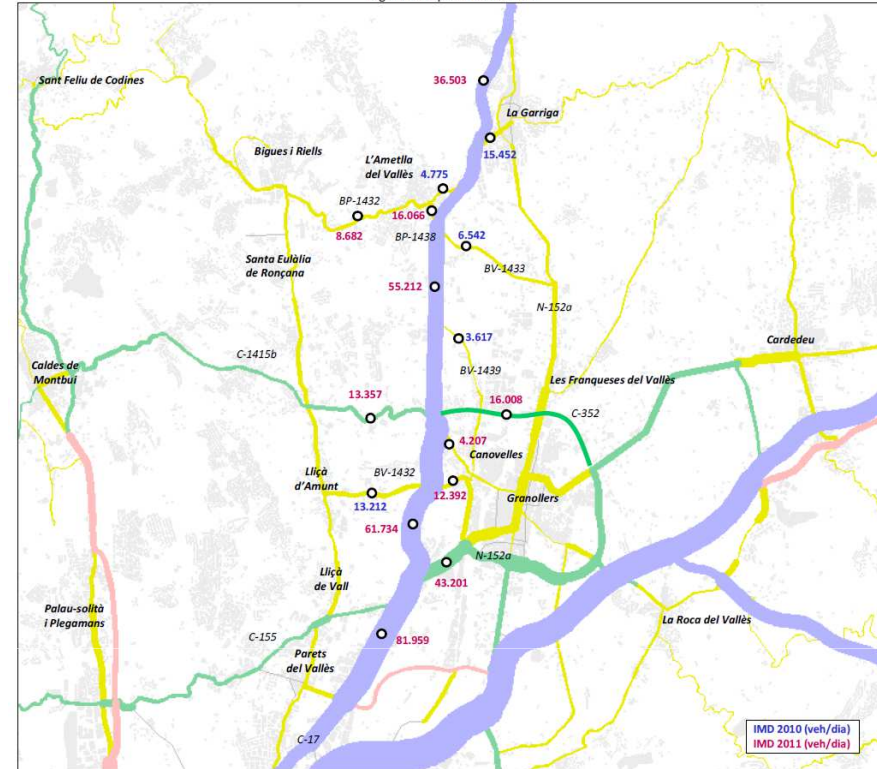 36.503
Sant Feliu de Codines
La Garriga
15.452
Bigues i Riells
L'Ametlla
del Vallès
4.775
BP-1432
16.066
8.682
BP-1438
6.542
Santa Eulàlia
de Ronçana
BV-1433
55.212
N-152a
3.617
Cardedeu
C-1415b
Caldes de
Montbui
BV-1439
Les Franqueses del Vallès
13.357
16.008
C-352
4.207
Canovelles
Lliçà
d'Amunt
BV-1432
12.392
Granollers
13.212
61.734
N-152a
43.201
Lliçà
de Vall
Palau-solità
i Plegamans
La Roca del Vallès
C-155
81.959
Parets
del Vallès
C-17
IMD 2010 (veh/dia)
IMD 2011 (veh/dia)